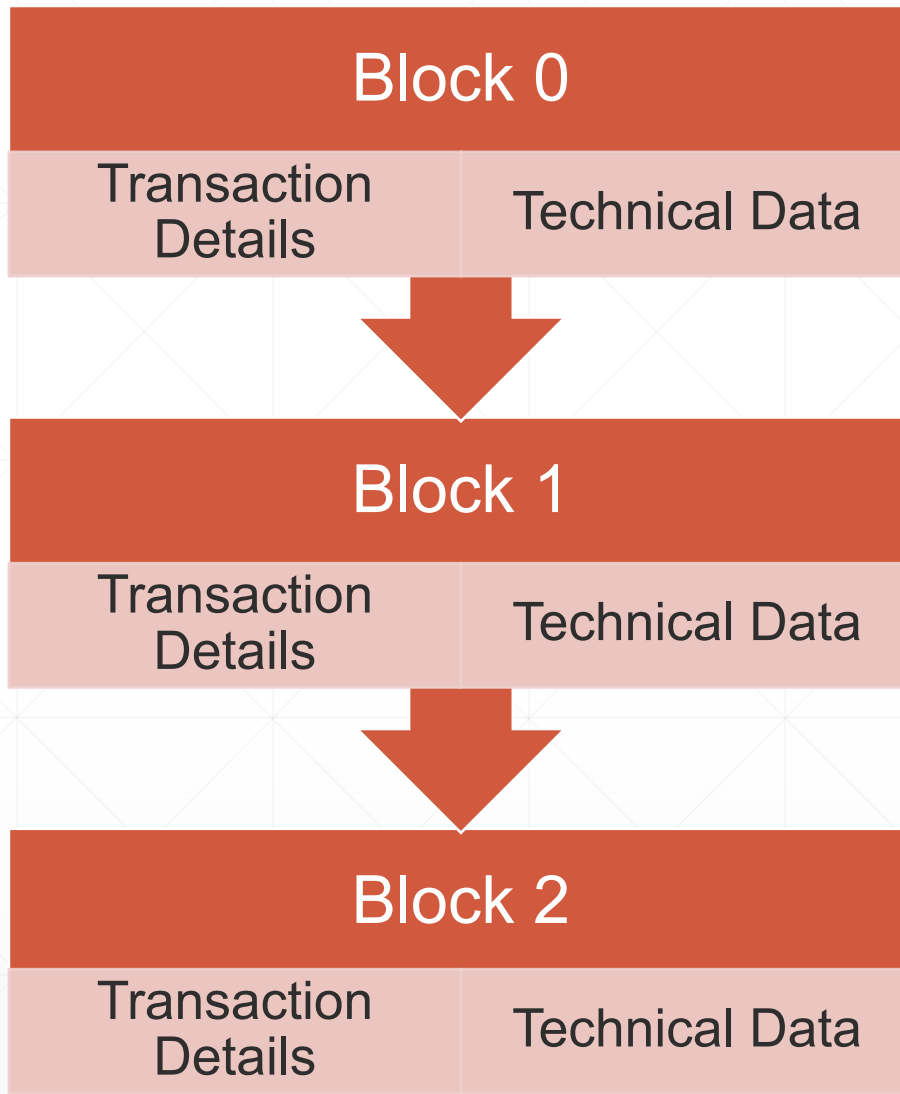 Block 0
Transaction
Details
Technical Data
Block 1
Transaction
Details
Technical Data
Block 2
Transaction
Details
Technical Data